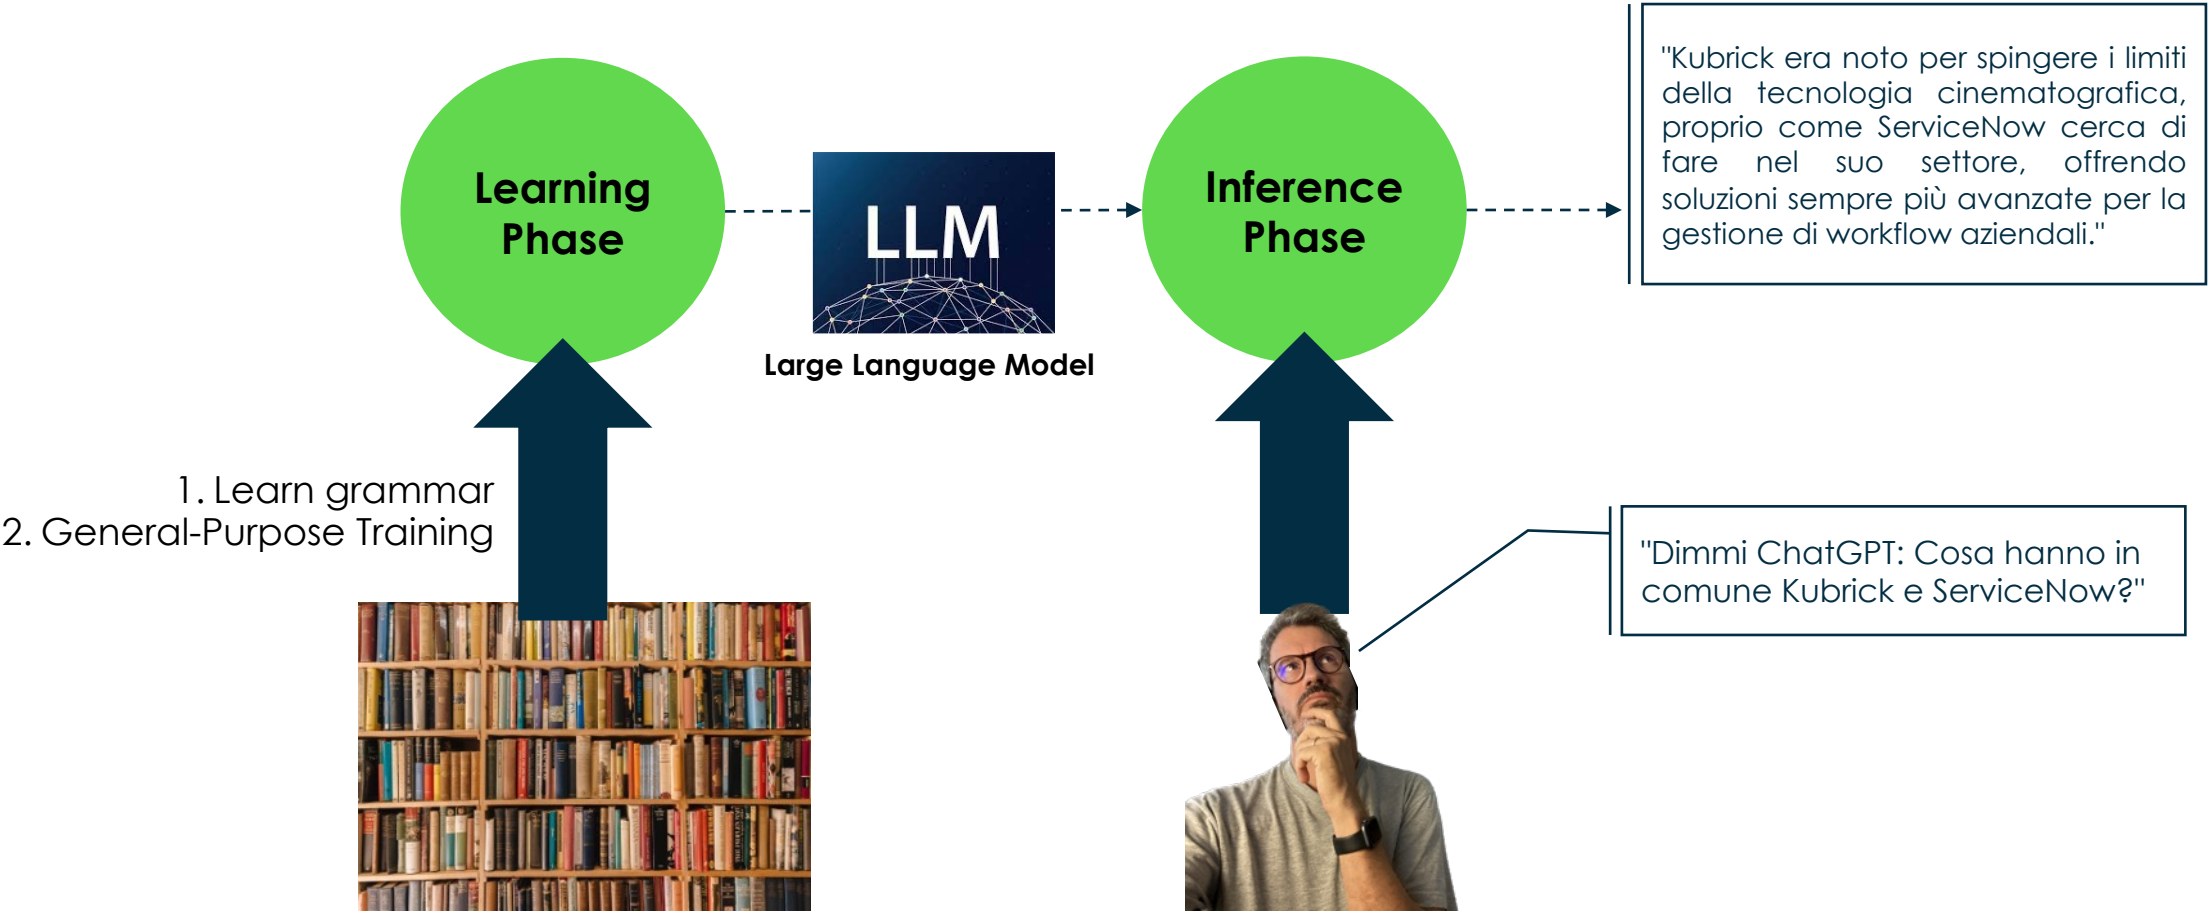 Learning
Phase
LLM
Large Language Model
Inference
Phase
"Kubrick era noto per spingere i limiti
della tecnologia cinematografica,
proprio come ServiceNow cerca di
fare nel suo settore, offrendo
soluzioni sempre più avanzate per la
gestione di workflow aziendali."
1. Learn grammar
2. General-Purpose Training
"Dimmi ChatGPT: Cosa hanno in
comune Kubrick e ServiceNow?"